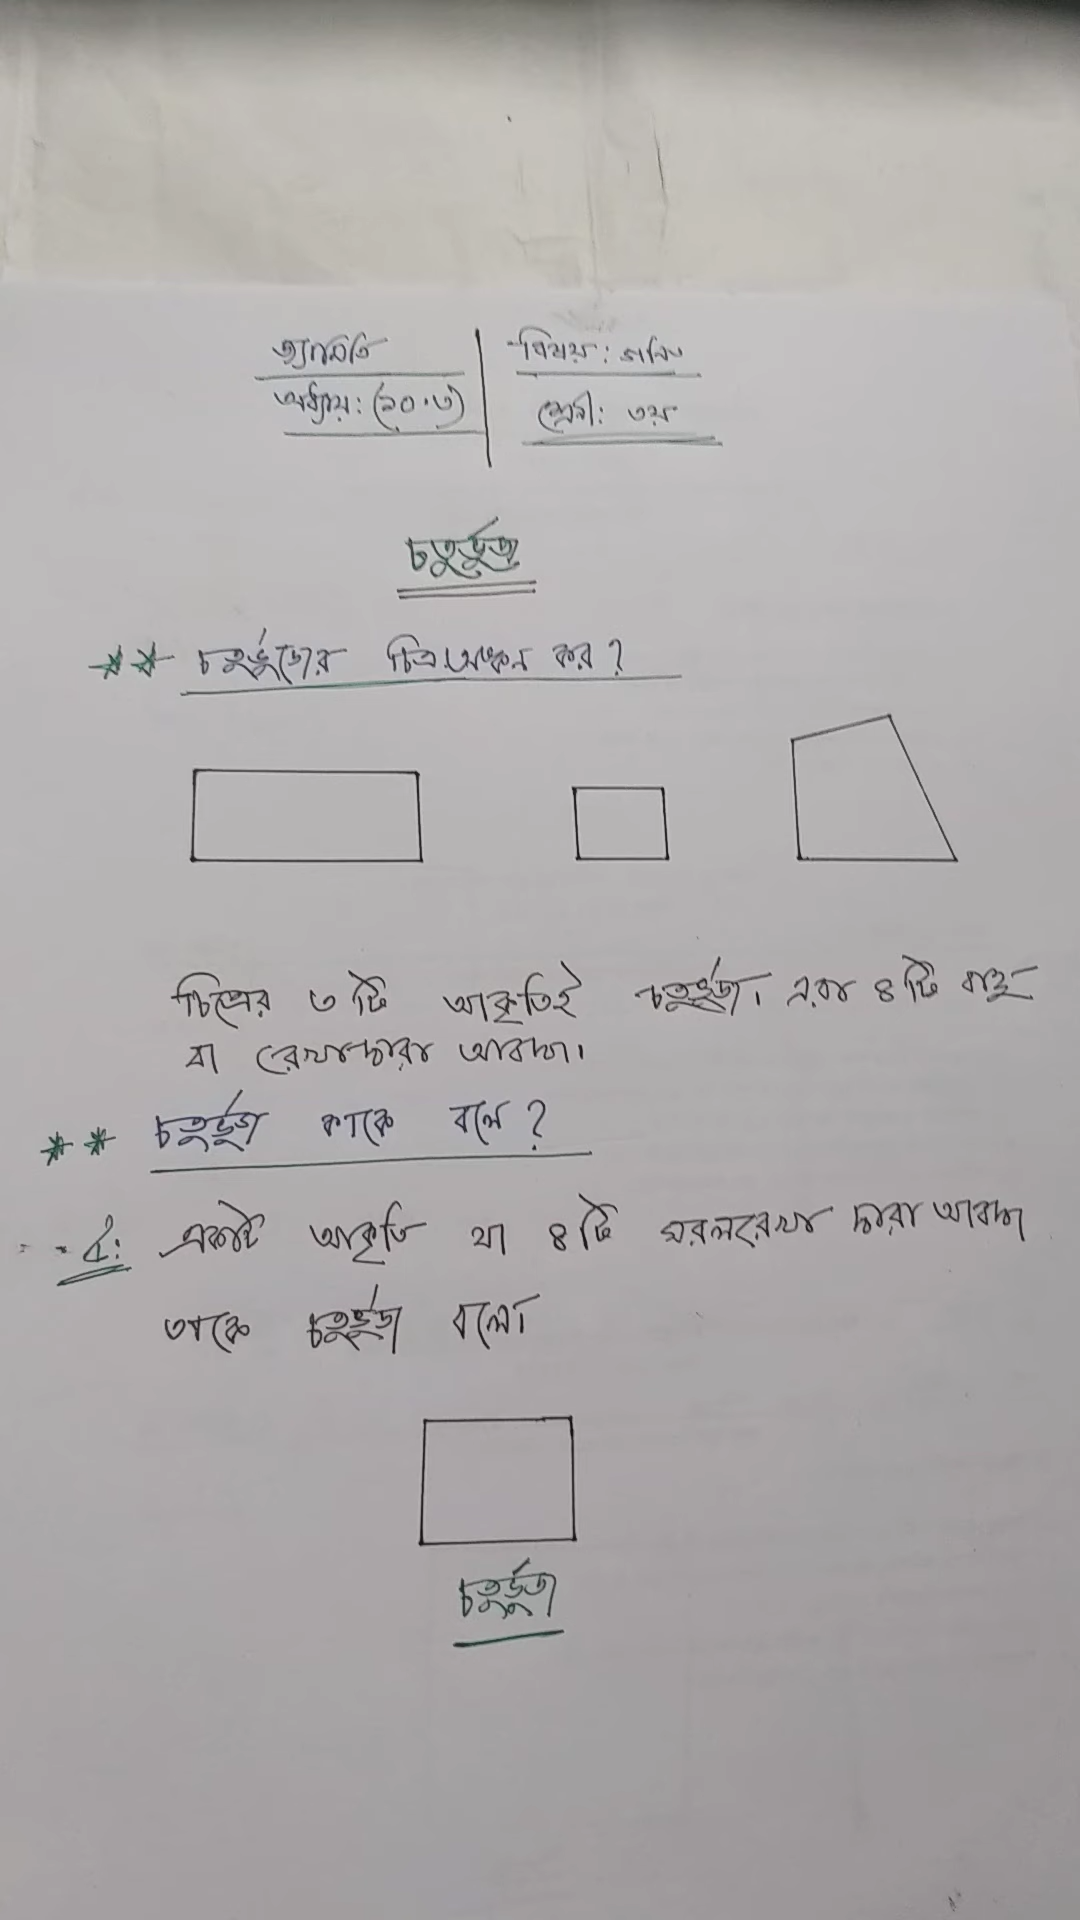 জ্যামিতি
অধ্যায়: (১০.৩)
বিষয়: গণিত
শ্রেণী: ৩য়
চতুর্ভুজ
** চতুর্ভুজের চিত্র অঙ্কন কর?
চিত্রের ৩টি আকৃতিই চতুর্ভুজ। এরা ৪টি বাহু
বা রেখা দ্বারা আবদ্ধ।
** চতুর্ভুজ কাকে বলে?
উ: একটি আকৃতি যা ৪টি সরলরেখা দ্বারা আবদ্ধ
তাকে চতুর্ভুজ বলে।
চতুর্ভুজ